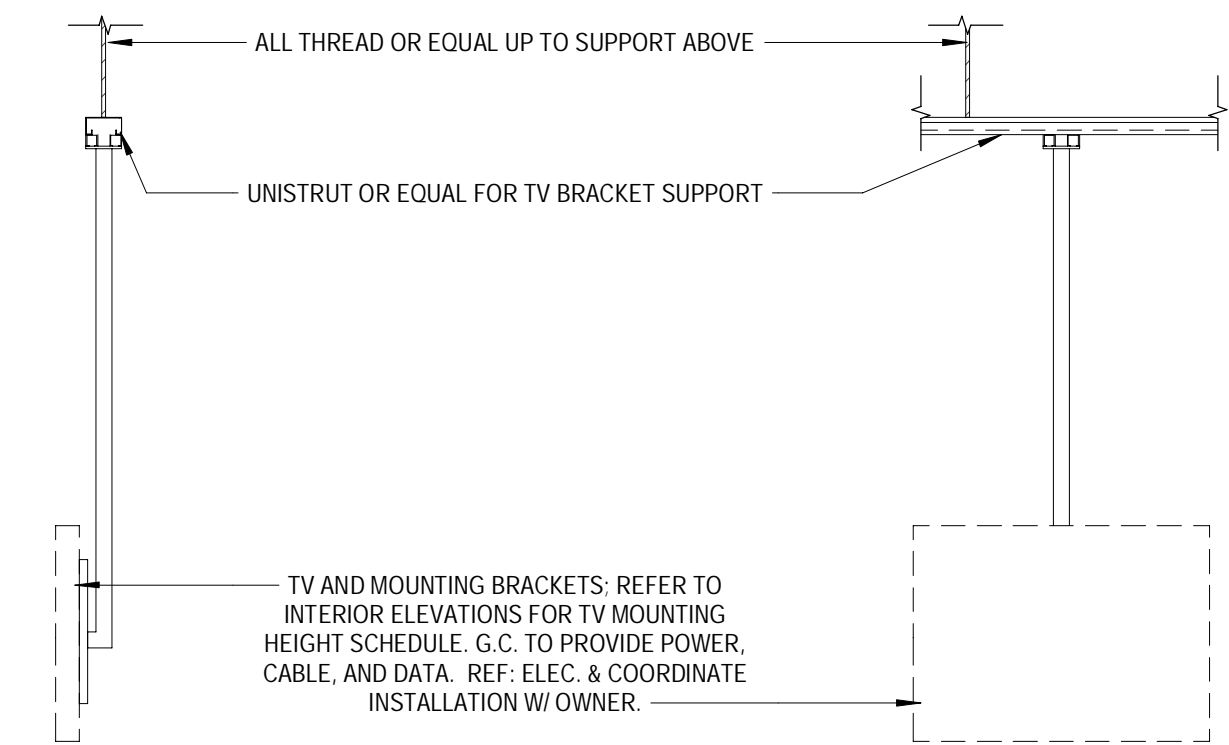 ALL THREAD OR EQUAL UP TO SUPPORT ABOVE
UNISTRUT OR EQUAL FOR TV BRACKET SUPPORT
TV AND MOUNTING BRACKETS; REFER TO
INTERIOR ELEVATIONS FOR TV MOUNTING
HEIGHT SCHEDULE. G.C. TO PROVIDE POWER,
CABLE, AND DATA. REF: ELEC. & COORDINATE
INSTALLATION W/ OWNER.